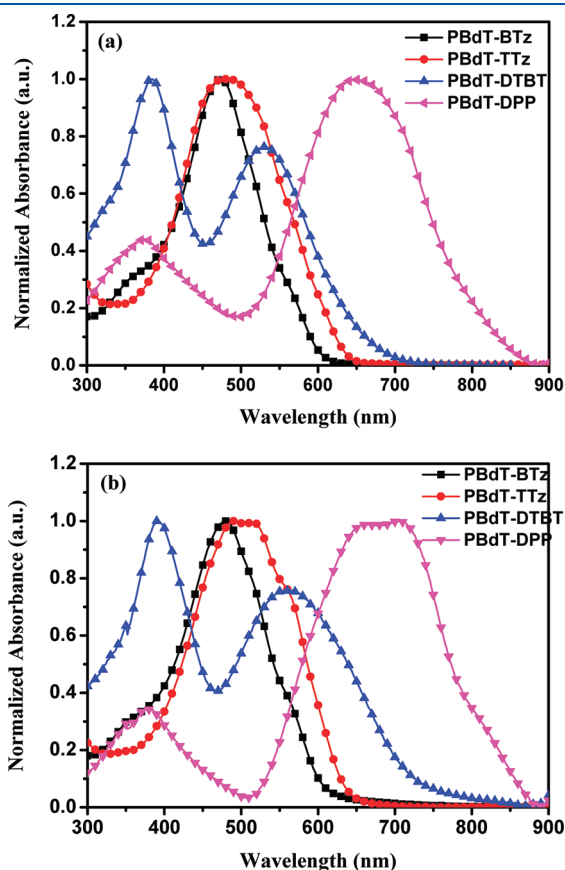 (a)
PBdT-BTz
PBdT-TTz
PBdT-DTBT
PBdT-DPP
Normalized Absorbance (a.u.)
1.2
1.0
0.8
0.6
0.4
0.2
0.0
300 400 500 600 700 800 900
Wavelength (nm)
(b)
PBdT-BTz
PBdT-TTz
PBdT-DTBT
PBdT-DPP
Normalized Absorbance (a.u.)
1.2
1.0
0.8
0.6
0.4
0.2
0.0
300 400 500 600 700 800 900
Wavelength (nm)